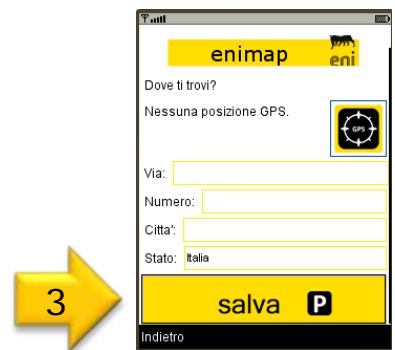 enimap
eni
Dove ti trovi?
Nessuna posizione GPS.
GPS
Via:
Numero:
Citta':
Stato: Italia
3
salva P
Indietro